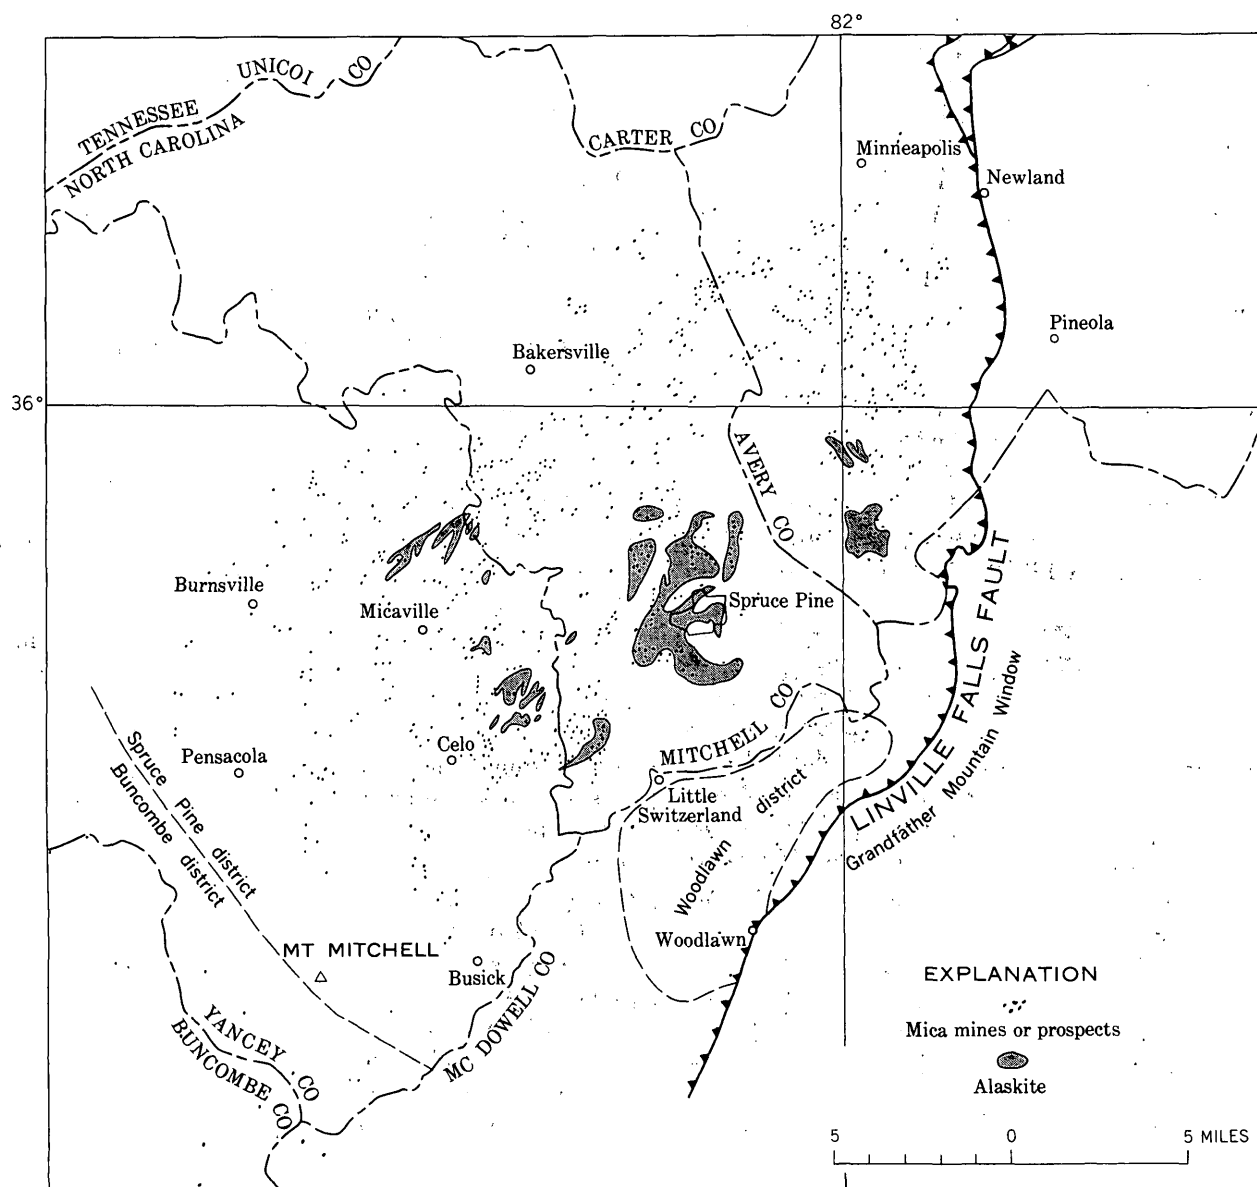 82°
UNICOI CO
TENNESSEE
NORTH CAROLINA
CARTER CO
Minneapolis
Newland
Pineola
Bakersville
36°
AVERY CO
Burnsville
Micaville
Spruce Pine
LINVILLE FALLS FAULT
Grandfather Mountain Window
MITCHELL CO
Celo
Pensacola
Spruce Pine district
Buncombe district
Little
Switzerland
Woodlawn district
Woodlawn
MT MITCHELL
Busick
MC DOWELL CO
YANCEY CO
BUNCOMBE CO
EXPLANATION
Mica mines or prospects
Alaskite
5 0 5 MILES